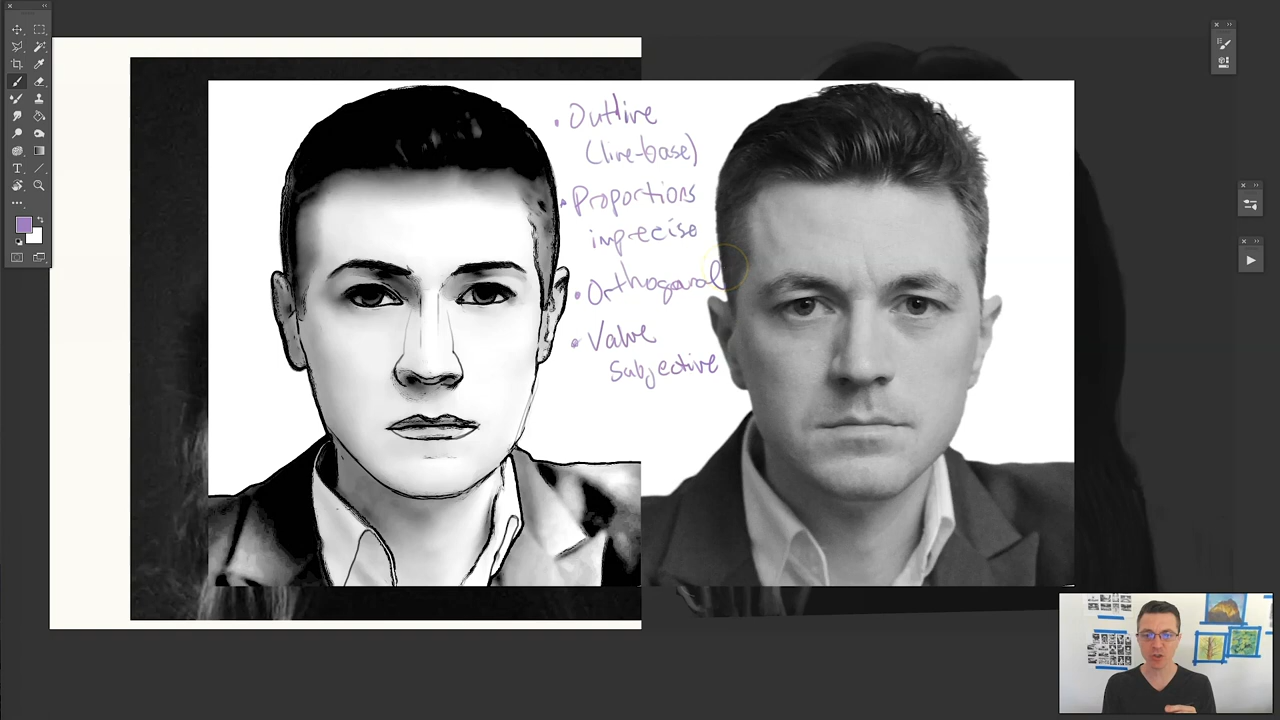 • Outline
(line-base)
• Proportions
imprecise
• Orthogonal
• Value
Subjective